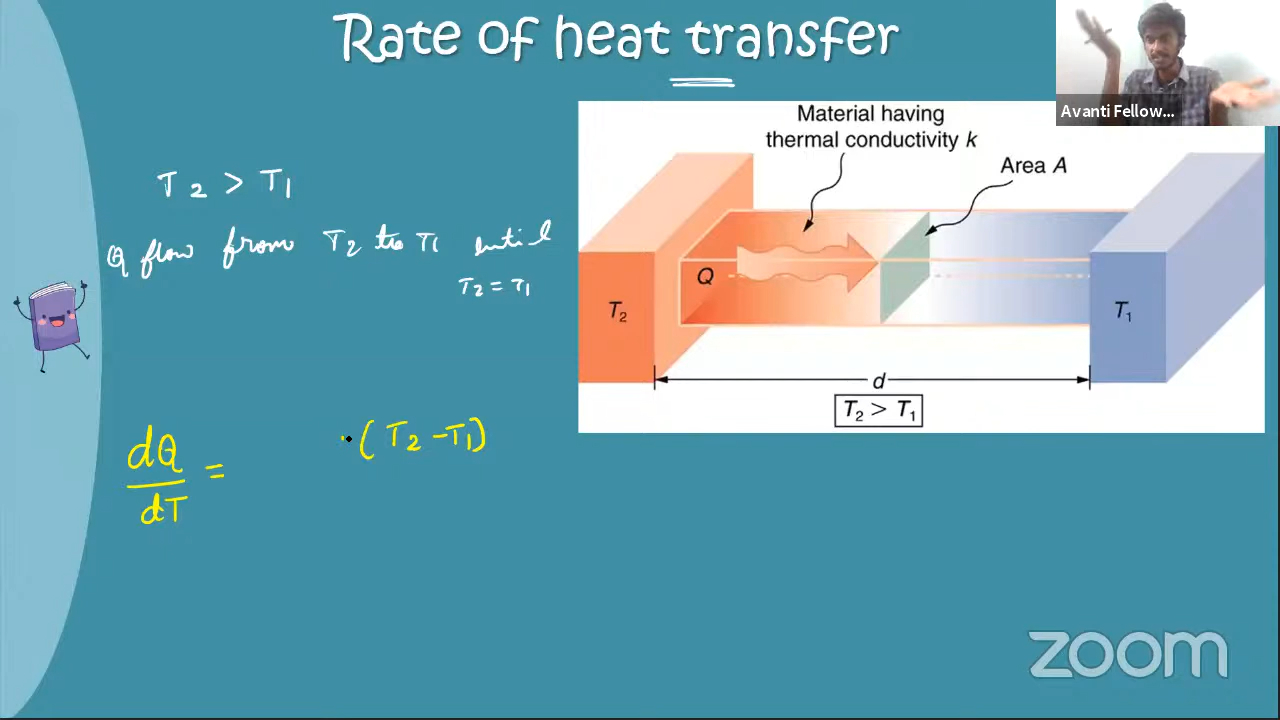 Rate of heat transfer
Avanti Fellow...
Material having
thermal conductivity k
Area A
T2 > T1
Q flow from T2 to T1 until
T2 = T1
Q
T2
T1
d
T2 > T1
dQ/dT = (T2 - T1)
zoom